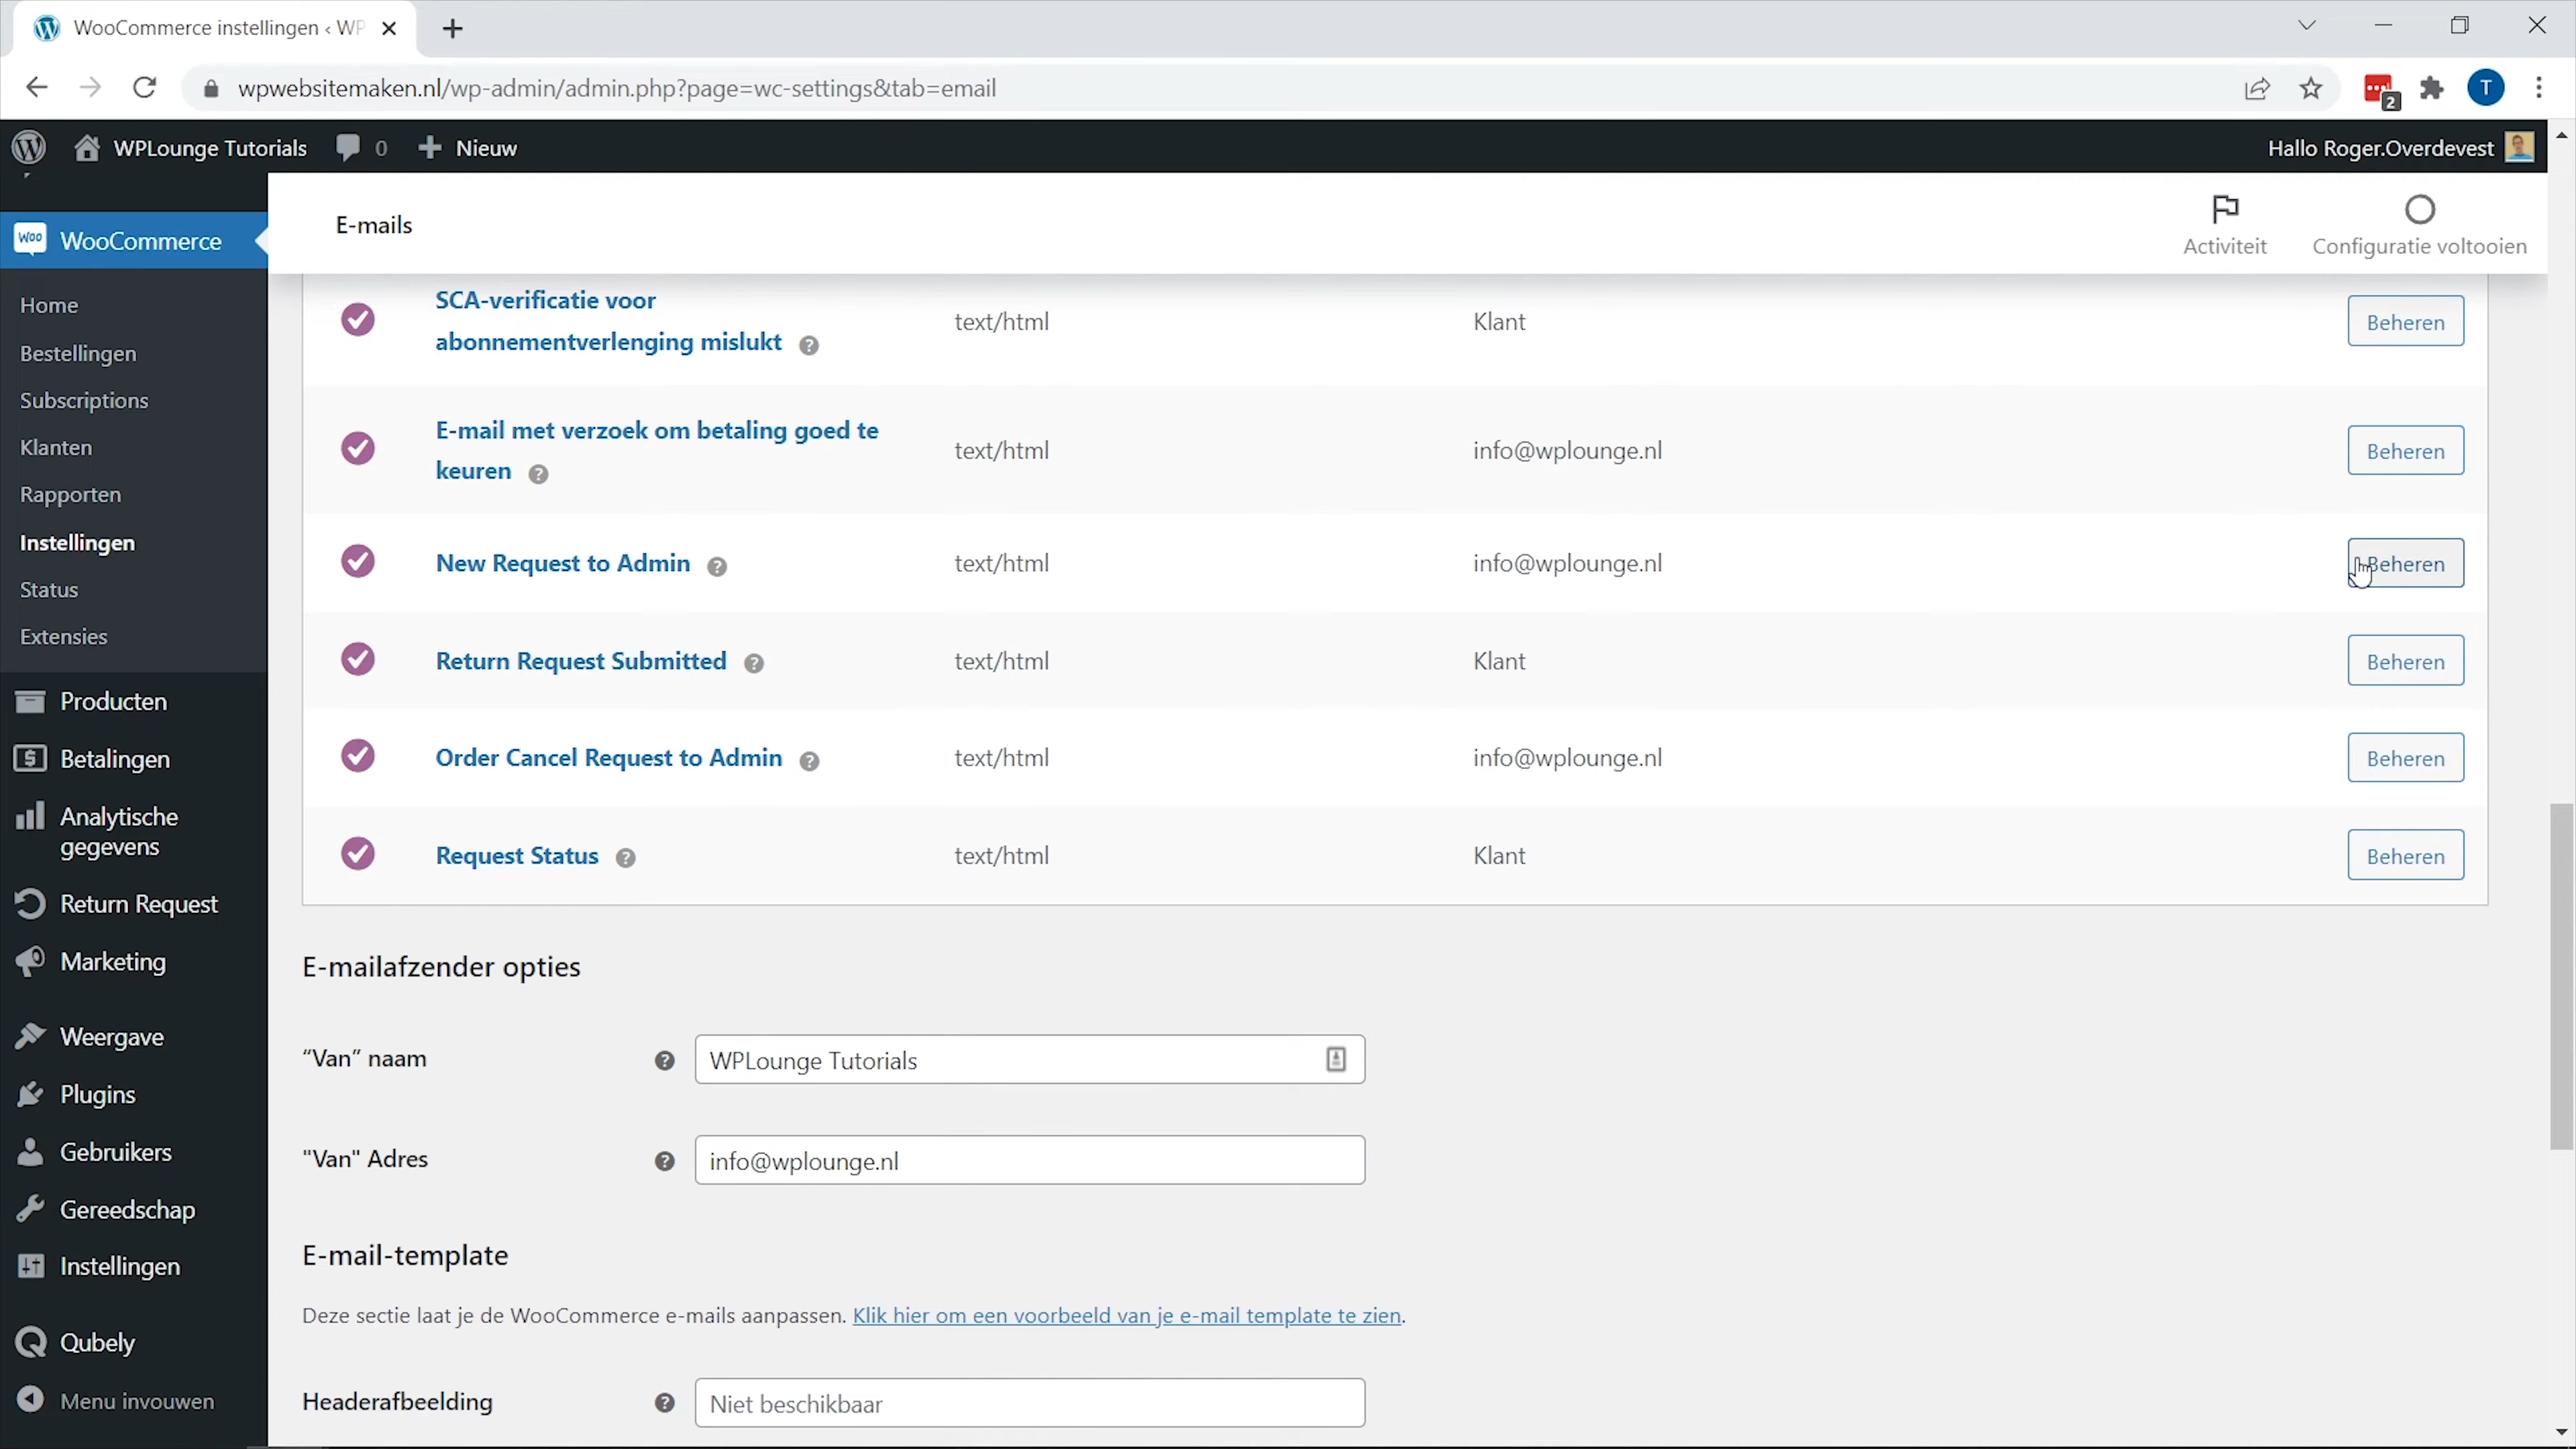 WooCommerce instellingen ‹ WP
wpwebsitemaken.nl/wp-admin/admin.php?page=wc-settings&tab=email
2
T
WPLounge Tutorials
0
Nieuw
Hallo Roger.Overdevest
Woo
WooCommerce
Home
Bestellingen
Subscriptions
Klanten
Rapporten
Instellingen
Status
Extensies
Producten
Betalingen
Analytische
gegevens
Return Request
Marketing
Weergave
Plugins
Gebruikers
Gereedschap
Instellingen
Qubely
Menu invouwen
E-mails
Activiteit
Configuratie voltooien
SCA-verificatie voor
abonnementverlenging mislukt
text/html
Klant
Beheren
E-mail met verzoek om betaling goed te
keuren
text/html
info@wplounge.nl
Beheren
New Request to Admin
text/html
info@wplounge.nl
Beheren
Return Request Submitted
text/html
Klant
Beheren
Order Cancel Request to Admin
text/html
info@wplounge.nl
Beheren
Request Status
text/html
Klant
Beheren
E-mailafzender opties
“Van” naam
WPLounge Tutorials
"Van" Adres
info@wplounge.nl
E-mail-template
Deze sectie laat je de WooCommerce e-mails aanpassen. Klik hier om een voorbeeld van je e-mail template te zien.
Headerafbeelding
Niet beschikbaar